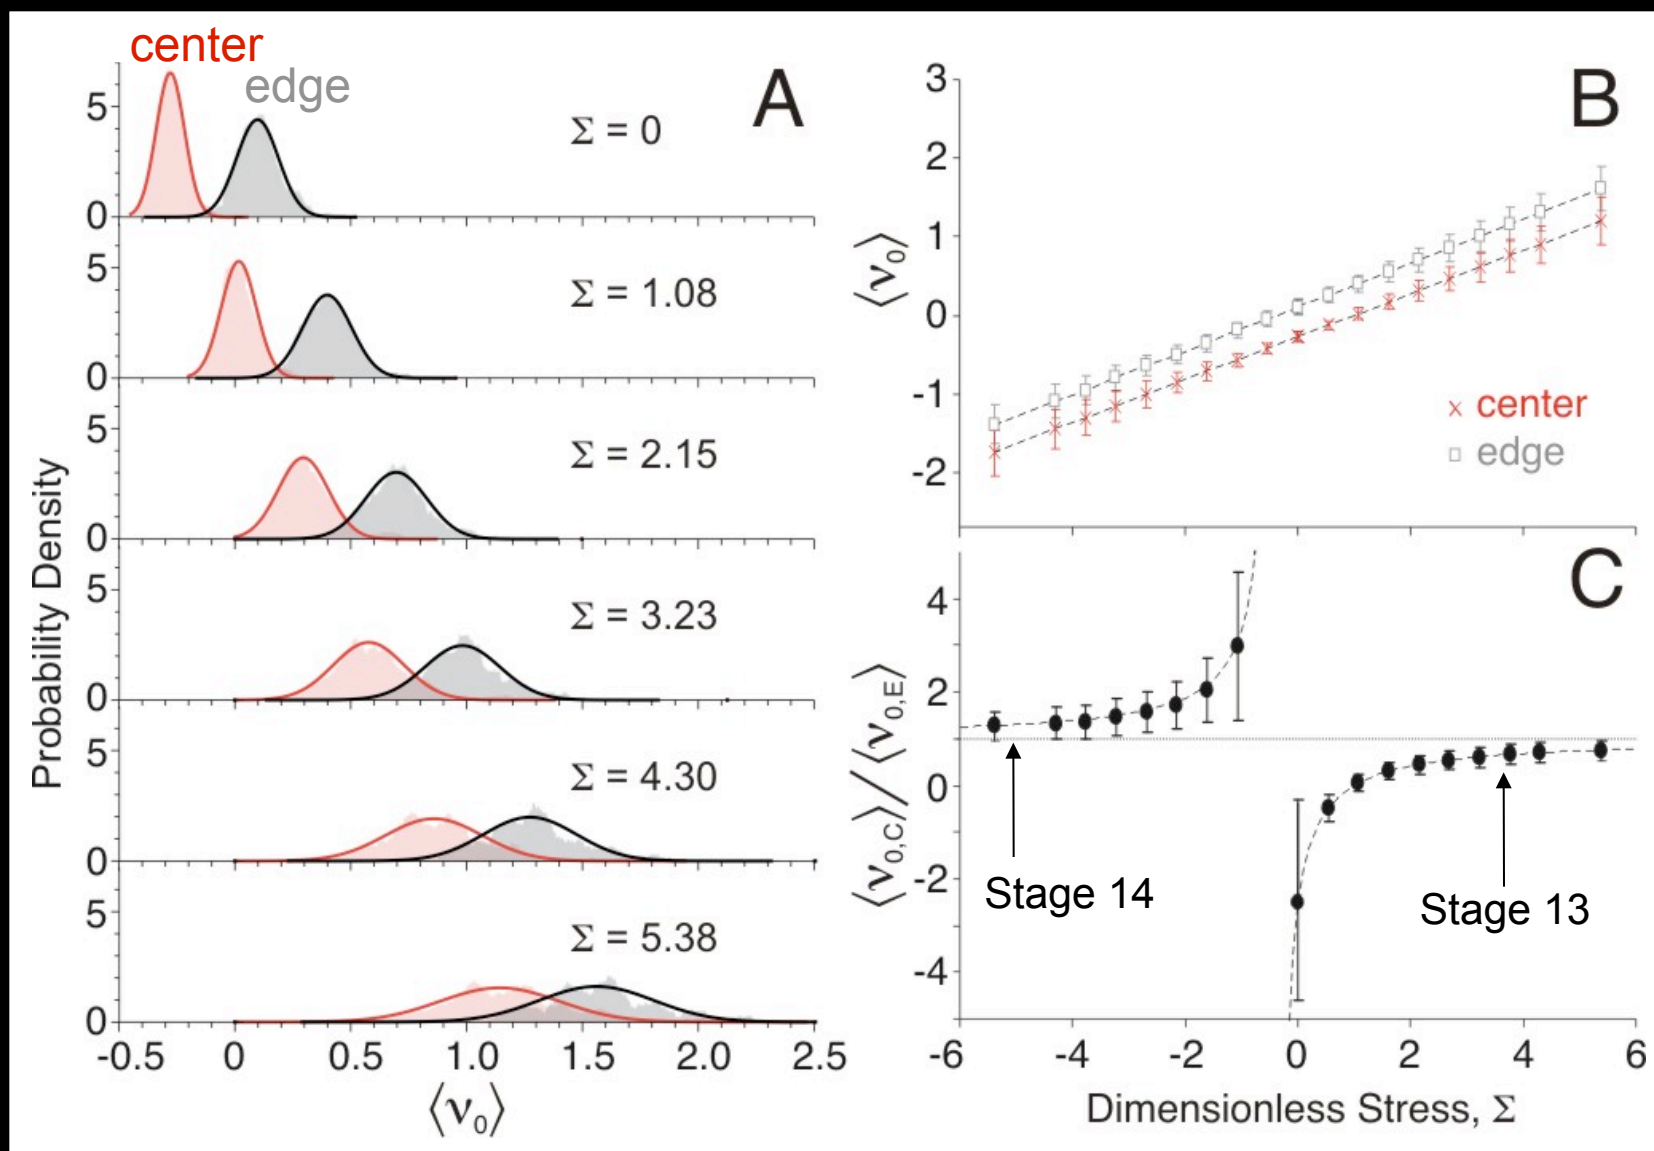 center
edge
A
5
0
Σ = 0
5
0
Σ = 1.08
5
0
Σ = 2.15
5
0
Σ = 3.23
5
0
Σ = 4.30
5
0
Σ = 5.38
-0.5 0 0.5 1.0 1.5 2.0 2.5
Probability Density
⟨ν₀⟩
B
3
2
1
0
-1
-2
⟨ν₀⟩
center
edge
C
4
2
0
-2
-4
⟨ν₀,C⟩/⟨ν₀,E⟩
Stage 14
Stage 13
-6 -4 -2 0 2 4 6
Dimensionless Stress, Σ